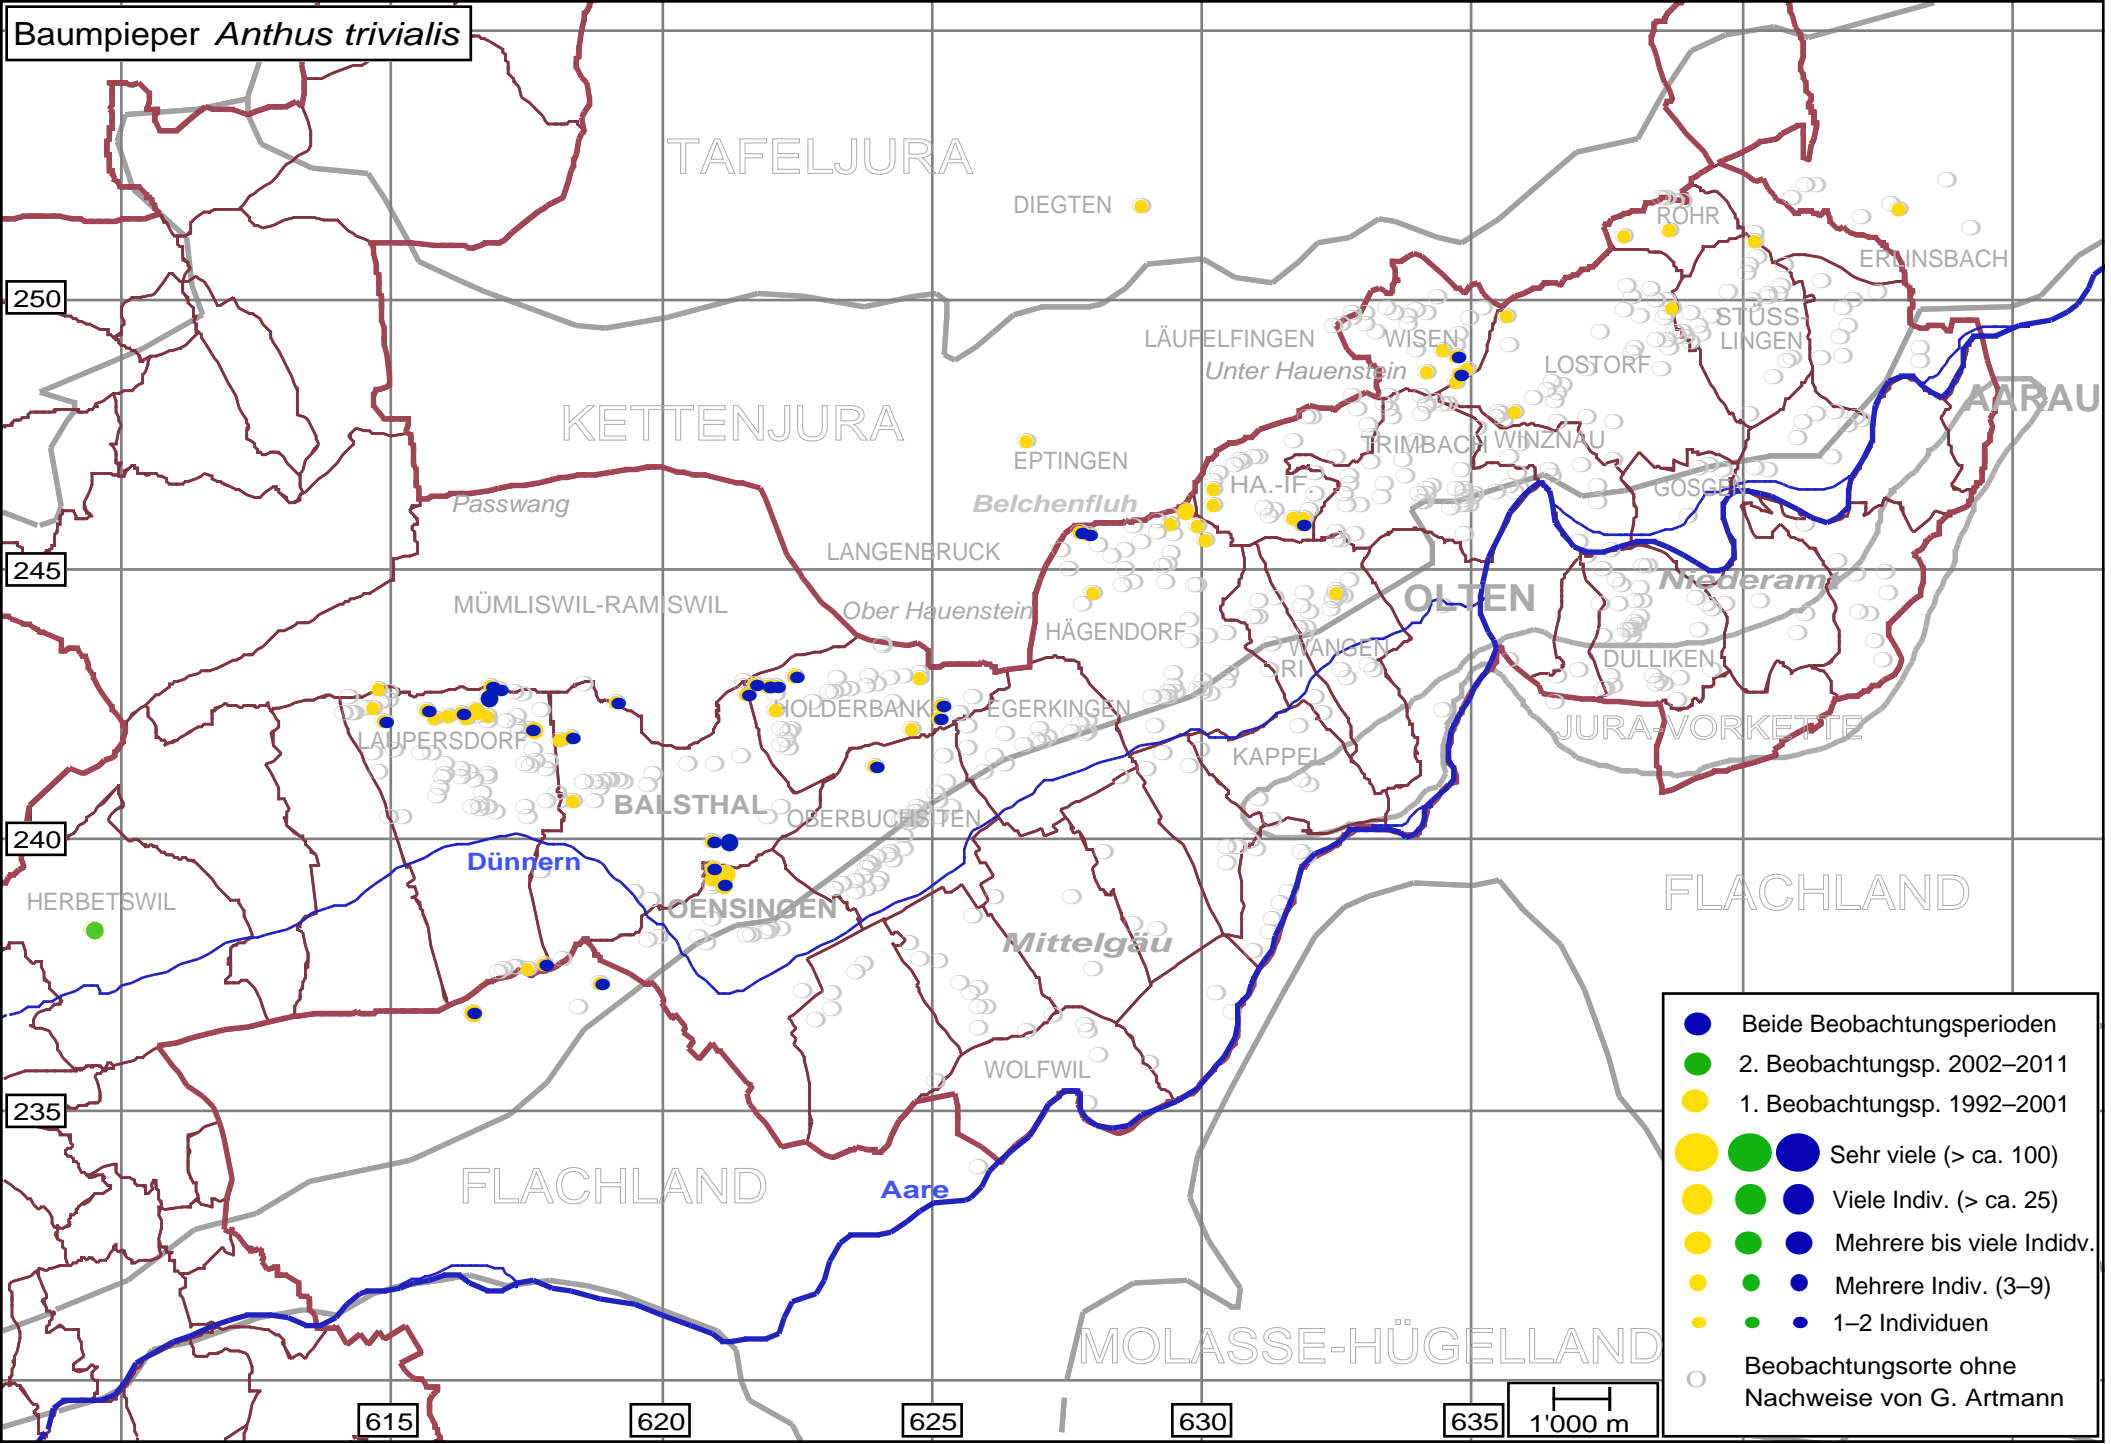 Baumpieper Anthus trivialis
TAFELJURA
DIEGTEN
ROHR
ERLINSBACH
250
STÜSS-
LINGEN
LÄUFELFINGEN
WISEN
LOSTORF
Unter Hauenstein
AARAU
KETTENJURA
TRIMBACH
WINZNAU
EPTINGEN
HA.-IF.
GÖSGEN
Passwang
Belchenfluh
LANGENBRUCK
245
Niederamt
MÜMLISWIL-RAMISWIL
Ober Hauenstein
OLTEN
HÄGENDORF
WANGEN
RI
DULLIKEN
HOLDERBANK
EGERKINGEN
JURA-VORKETTE
LAUPERSDORF
KAPPEL
BALSTHAL
OBERBUCHSITEN
240
Dünnern
HERBETSWIL
OENSINGEN
FLACHLAND
Mittelgäu
WOLFWIL
235
FLACHLAND
Aare
MOLASSE-HÜGELLAND
615
620
625
630
635
1'000 m
Beide Beobachtungsperioden
2. Beobachtungsp. 2002–2011
1. Beobachtungsp. 1992–2001
Sehr viele (> ca. 100)
Viele Indiv. (> ca. 25)
Mehrere bis viele Indidv.
Mehrere Indiv. (3–9)
1–2 Individuen
Beobachtungsorte ohne
Nachweise von G. Artmann